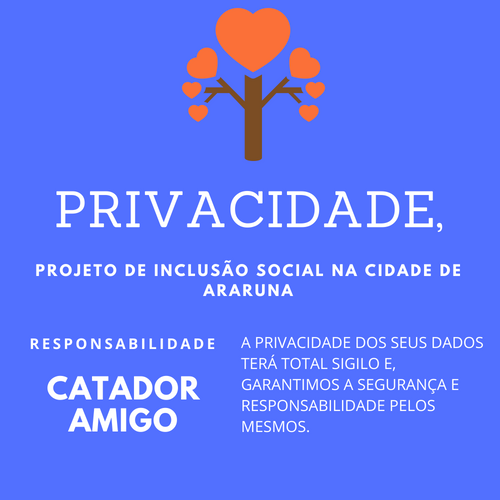 PRIVACIDADE,
PROJETO DE INCLUSÃO SOCIAL NA CIDADE DE
ARARUNA
RESPONSABILIDADE
CATADOR
AMIGO
A PRIVACIDADE DOS SEUS DADOS
TERÁ TOTAL SIGILO E,
GARANTIMOS A SEGURANÇA E
RESPONSABILIDADE PELOS
MESMOS.